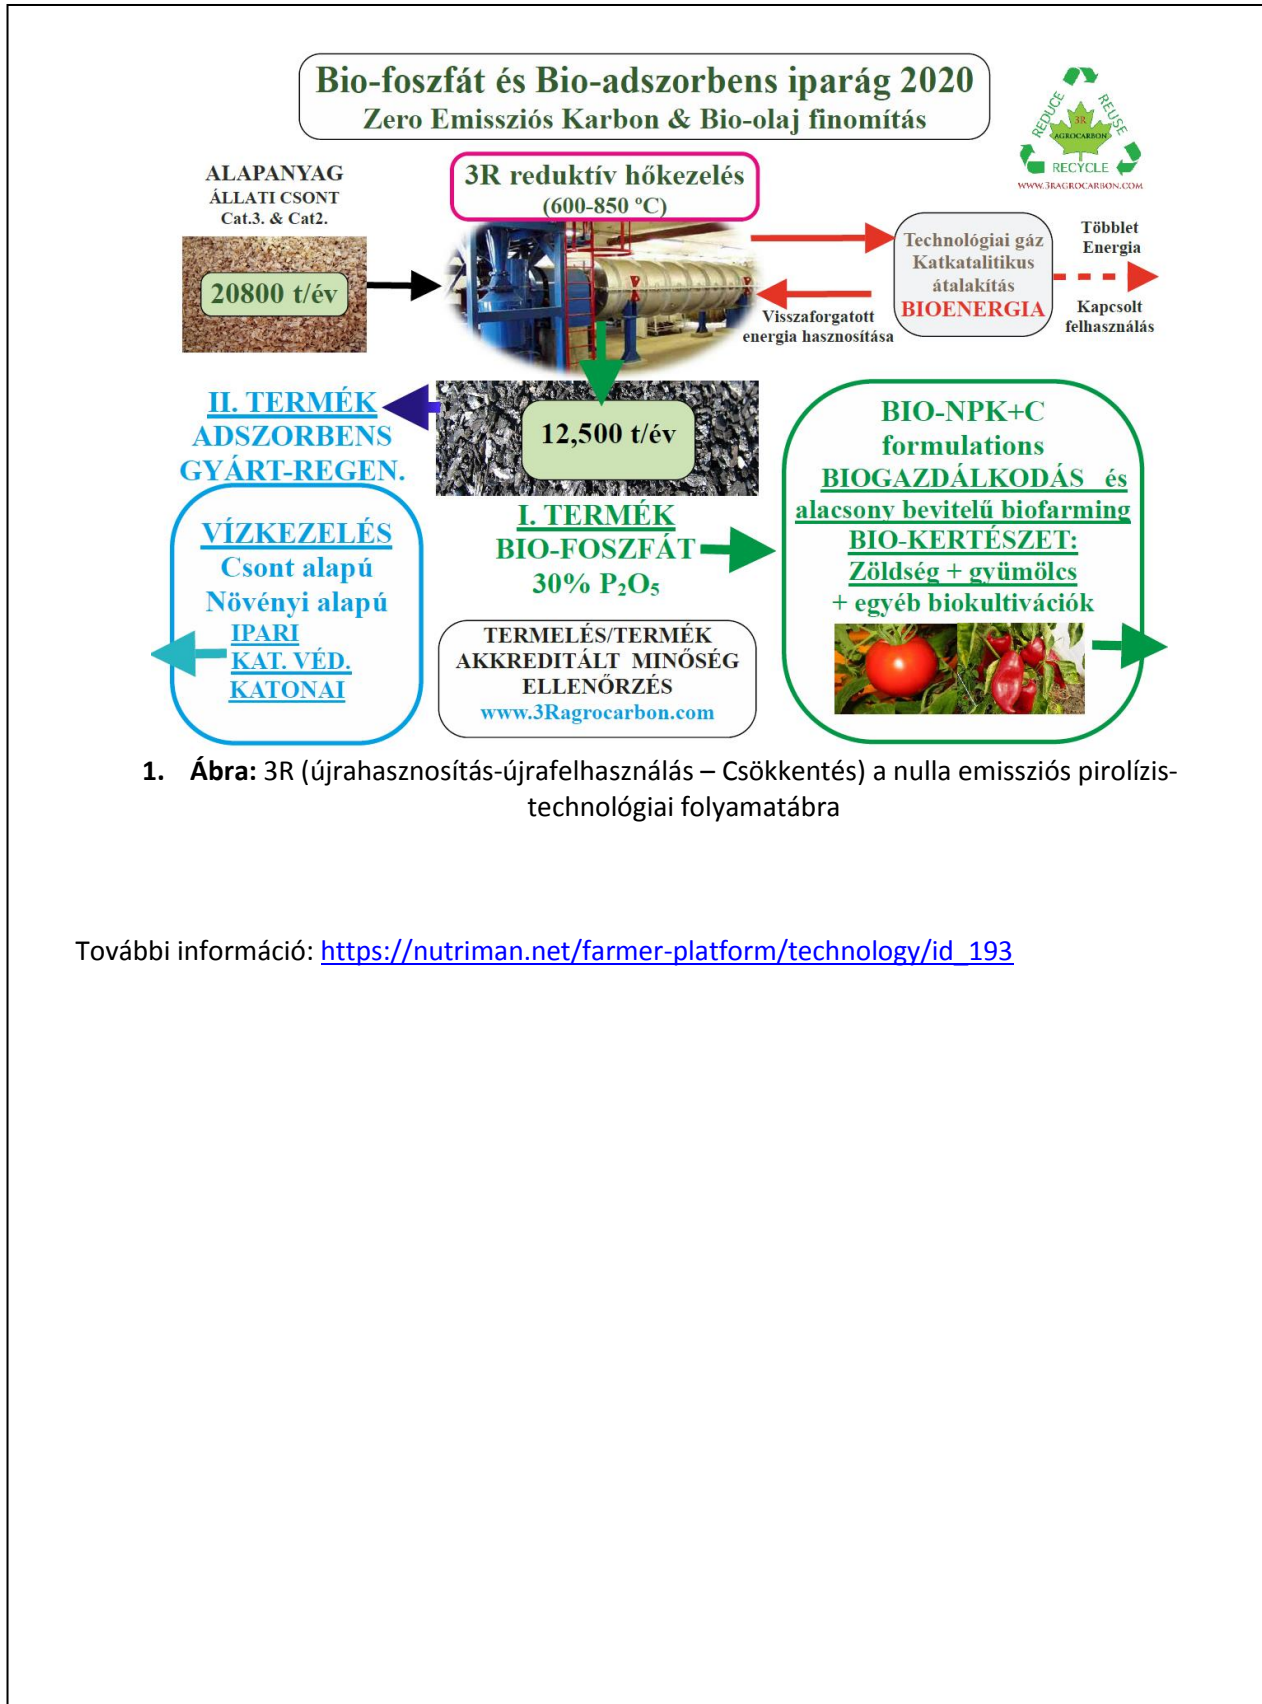 Bio-foszfát és Bio-adszorbens iparág 2020
Zero Emissziós Karbon & Bio-olaj finomítás
REDUCE
REUSE
RECYCLE
3R
AGROCARBON
WWW.3RAGROCARBON.COM
ALAPANYAG
ÁLLATI CSONT
Cat.3. & Cat2.
20800 t/év
3R reduktív hőkezelés
(600-850 ºC)
Technológiai gáz
Katkatalitikus
átalakítás
BIOENERGIA
Többlet
Energia
Kapcsolt
felhasználás
Visszaforgatott
energia hasznosítása
II. TERMÉK
ADSZORBENS
GYÁRT-REGEN.
12,500 t/év
I. TERMÉK
BIO-FOSZFÁT
30% P₂O₅
VÍZKEZELÉS
Csont alapú
Növényi alapú
IPARI
KAT. VÉD.
KATONAI
TERMELÉS/TERMÉK
AKKREDITÁLT MINŐSÉG
ELLENŐRZÉS
www.3Ragrocarbon.com
BIO-NPK+C
formulations
BIOGAZDÁLKODÁS és
alacsony bevitelű biofarming
BIO-KERTÉSZET:
Zöldség + gyümölcs
+ egyéb biokultivációk
1. Ábra: 3R (újrahasznosítás-újrafelhasználás – Csökkentés) a nulla emissziós pirolízis-
technológiai folyamatábra
További információ: https://nutriman.net/farmer-platform/technology/id_193